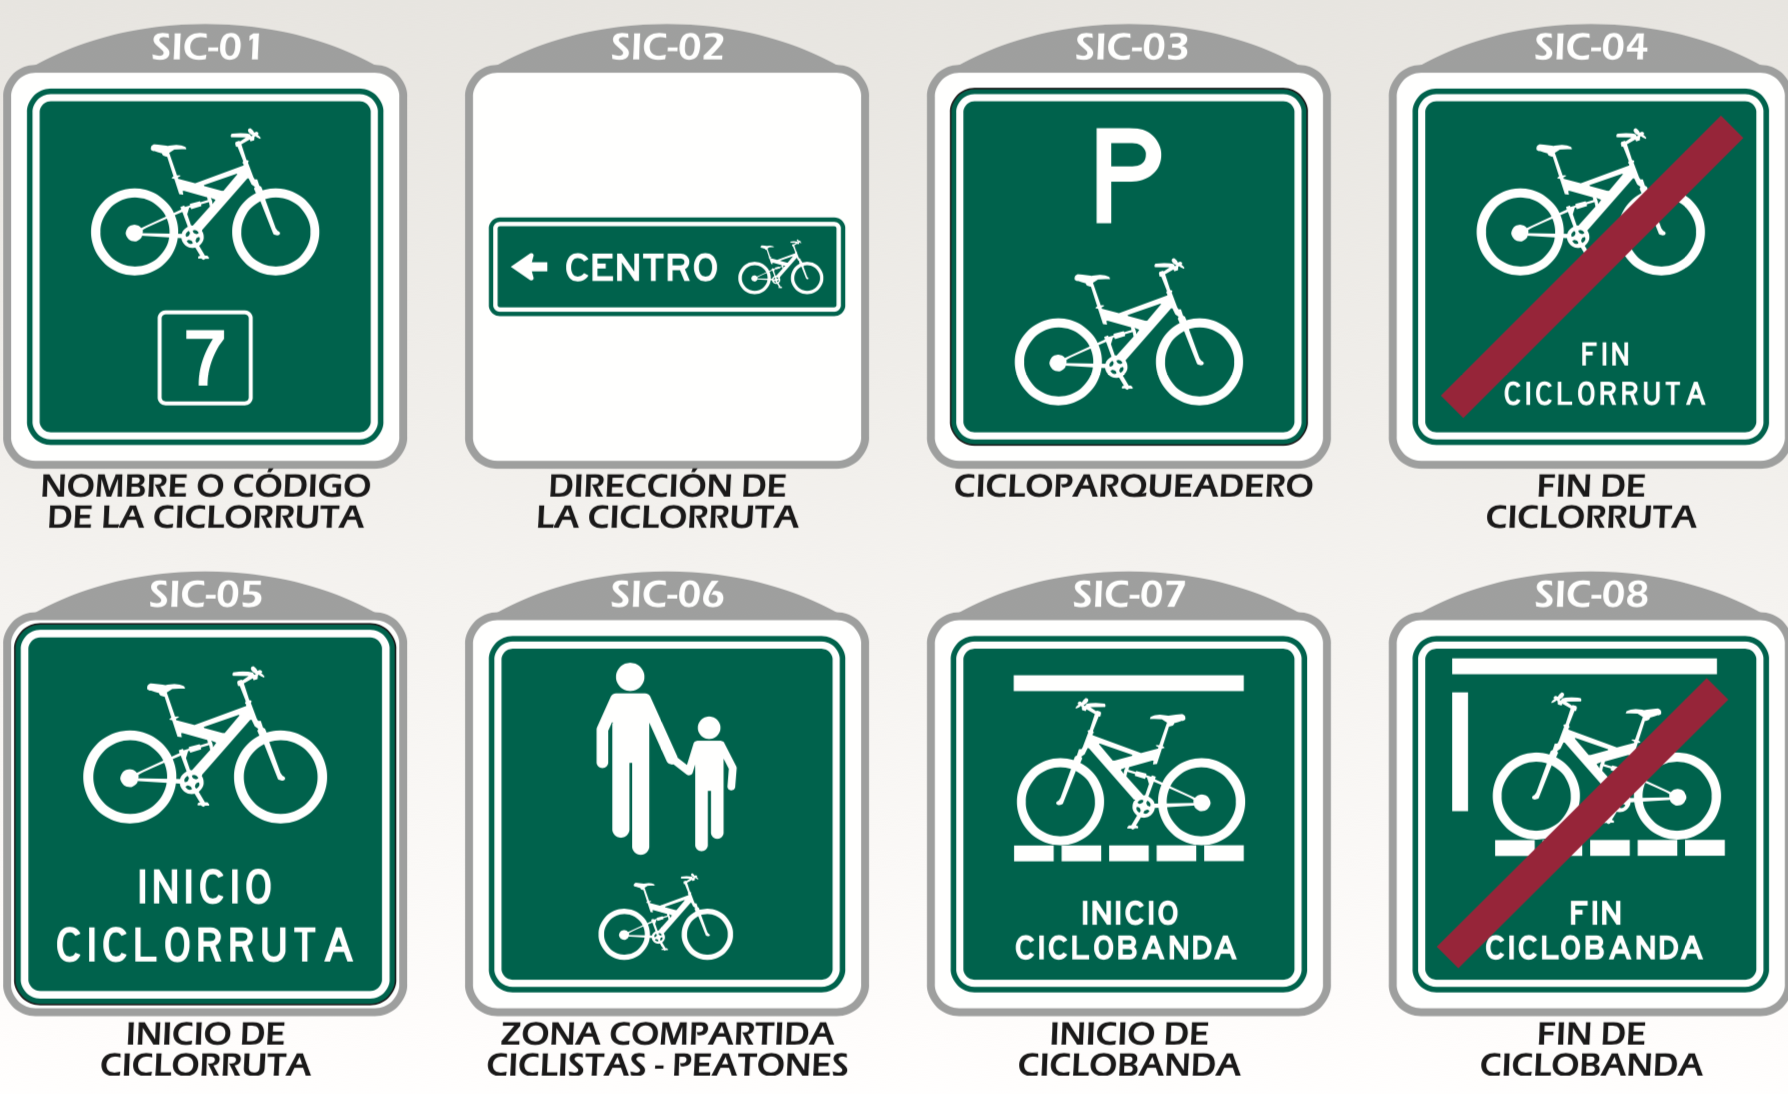 SIC-01
7
NOMBRE O CÓDIGO
DE LA CICLORRUTA
SIC-02
CENTRO
DIRECCIÓN DE
LA CICLORRUTA
SIC-03
P
CICLOPARQUEADERO
SIC-04
FIN
CICLORRUTA
FIN DE
CICLORRUTA
SIC-05
INICIO
CICLORRUTA
INICIO DE
CICLORRUTA
SIC-06
ZONA COMPARTIDA
CICLISTAS - PEATONES
SIC-07
INICIO
CICLOBANDA
INICIO DE
CICLOBANDA
SIC-08
FIN
CICLOBANDA
FIN DE
CICLOBANDA